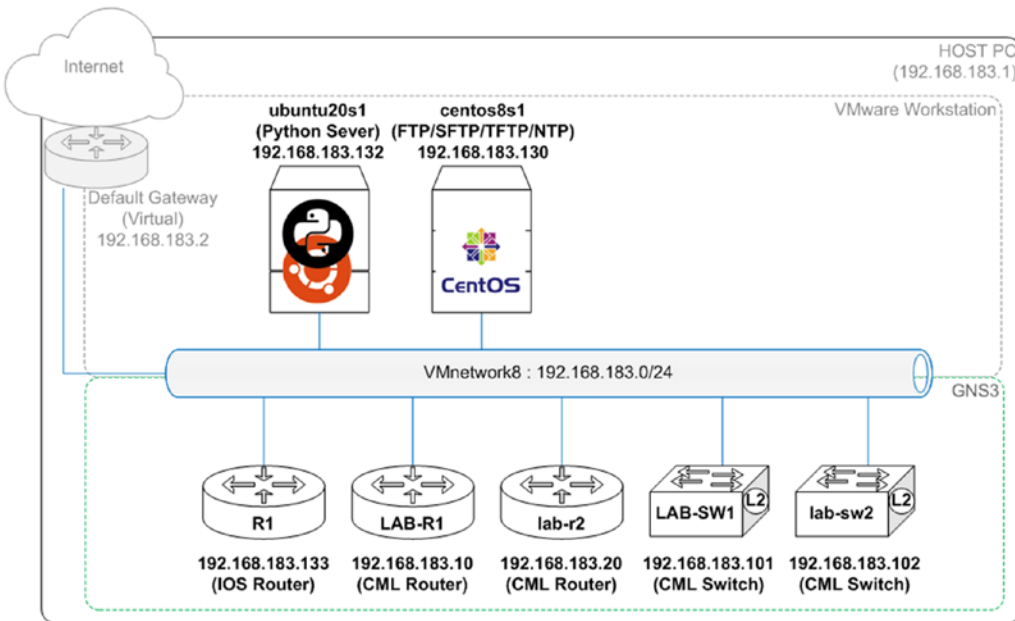 Internet
HOST PC
(192.168.183.1)
VMware Workstation
ubuntu20s1
(Python Sever)
192.168.183.132
centos8s1
(FTP/SFTP/TFTP/NTP)
192.168.183.130
Default Gateway
(Virtual)
192.168.183.2
CentOS
VMnetwork8 : 192.168.183.0/24
GNS3
R1
192.168.183.133
(IOS Router)
LAB-R1
192.168.183.10
(CML Router)
lab-r2
192.168.183.20
(CML Router)
LAB-SW1
L2
192.168.183.101
(CML Switch)
lab-sw2
L2
192.168.183.102
(CML Switch)